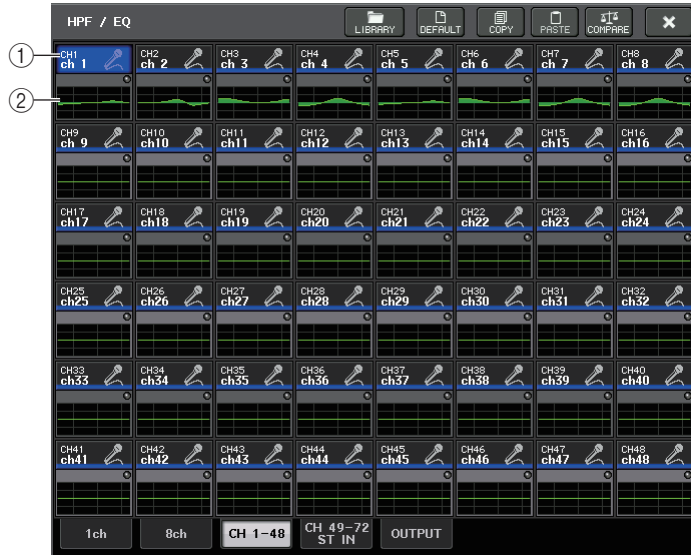 HPF / EQ
LIBRARY DEFAULT COPY PASTE COMPARE
① CH1 CH2 CH3 CH4 CH5 CH6 CH7 CH8
ch 1 ch 2 ch 3 ch 4 ch 5 ch 6 ch 7 ch 8
②
CH9 CH10 CH11 CH12 CH13 CH14 CH15 CH16
ch 9 ch10 ch11 ch12 ch13 ch14 ch15 ch16
CH17 CH18 CH19 CH20 CH21 CH22 CH23 CH24
ch17 ch18 ch19 ch20 ch21 ch22 ch23 ch24
CH25 CH26 CH27 CH28 CH29 CH30 CH31 CH32
ch25 ch26 ch27 ch28 ch29 ch30 ch31 ch32
CH33 CH34 CH35 CH36 CH37 CH38 CH39 CH40
ch33 ch34 ch35 ch36 ch37 ch38 ch39 ch40
CH41 CH42 CH43 CH44 CH45 CH46 CH47 CH48
ch41 ch42 ch43 ch44 ch45 ch46 ch47 ch48
1ch 8ch CH 1-48 CH 49-72 OUTPUT
ST IN